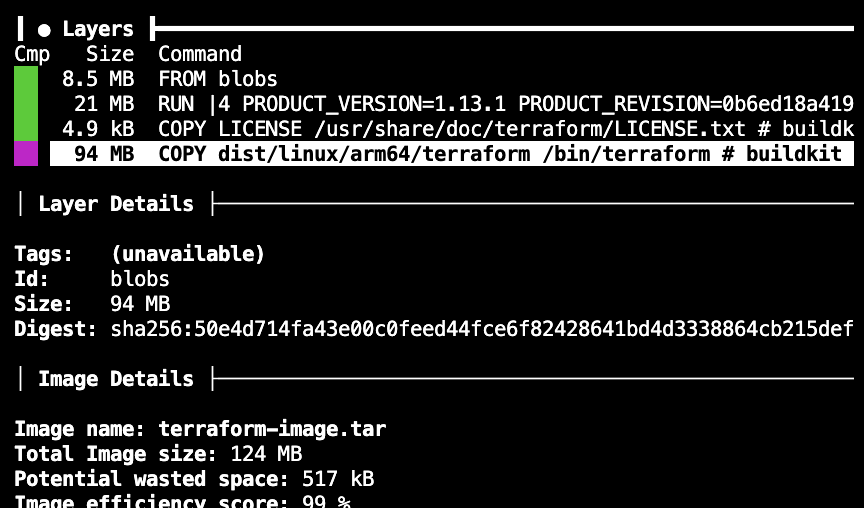 ● Layers
Cmp Size Command
8.5 MB FROM blobs
21 MB RUN |4 PRODUCT_VERSION=1.13.1 PRODUCT_REVISION=0b6ed18a419
4.9 kB COPY LICENSE /usr/share/doc/terraform/LICENSE.txt # buildk
94 MB COPY dist/linux/arm64/terraform /bin/terraform # buildkit
Layer Details
Tags: (unavailable)
Id: blobs
Size: 94 MB
Digest: sha256:50e4d714fa43e00c0feed44fce6f82428641bd4d3338864cb215def
Image Details
Image name: terraform-image.tar
Total Image size: 124 MB
Potential wasted space: 517 kB
Image efficiency score: 99 %